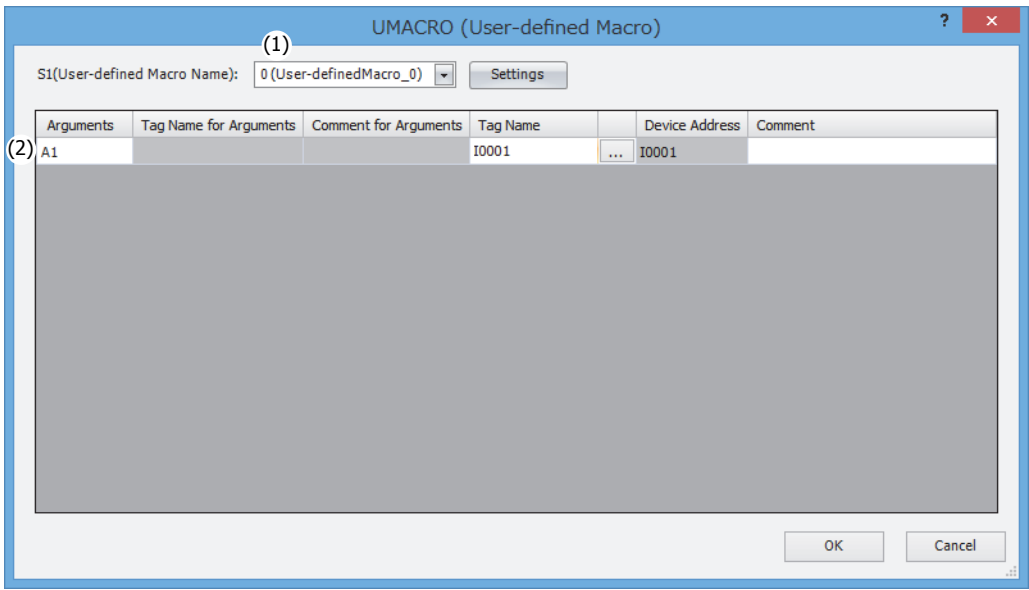 UMACRO (User-defined Macro)
?
×
(1)
S1(User-defined Macro Name): 0 (User-definedMacro_0) Settings
Arguments Tag Name for Arguments Comment for Arguments Tag Name Device Address Comment
(2) A1 I0001 ... I0001
OK Cancel